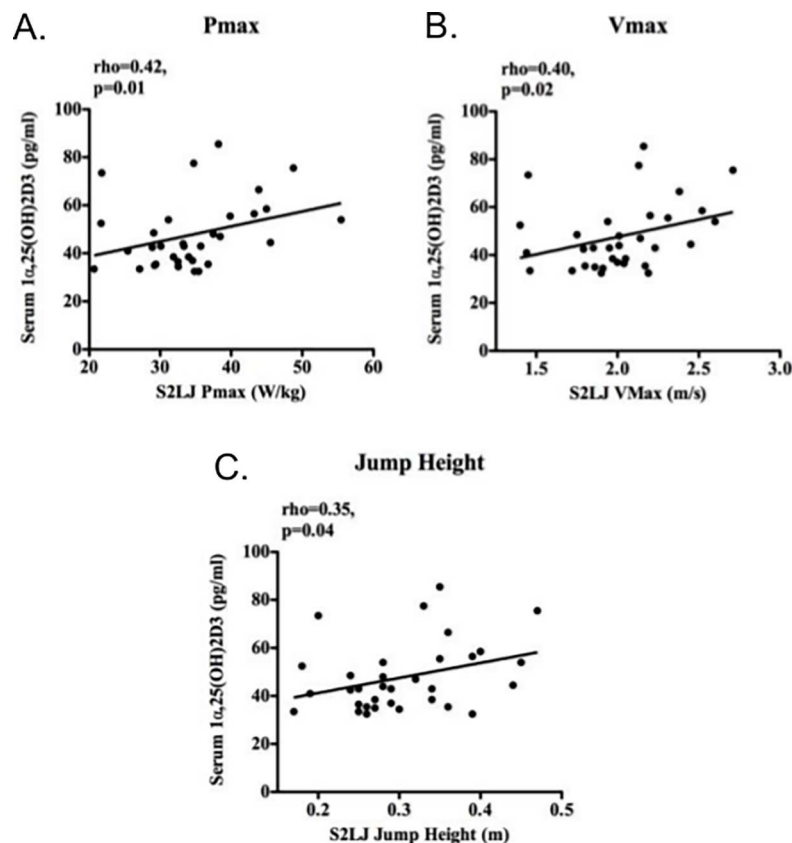 A.
Pmax
rho=0.42,
p=0.01
Serum 1α,25(OH)2D3 (pg/ml)
100
80
60
40
20
0
20
30
40
50
60
S2LJ Pmax (W/kg)
B.
Vmax
rho=0.40,
p=0.02
Serum 1α,25(OH)2D3 (pg/ml)
100
80
60
40
20
0
1.5
2.0
2.5
3.0
S2LJ VMax (m/s)
C.
Jump Height
rho=0.35,
p=0.04
Serum 1α,25(OH)2D3 (pg/ml)
100
80
60
40
20
0
0.2
0.3
0.4
0.5
S2LJ Jump Height (m)